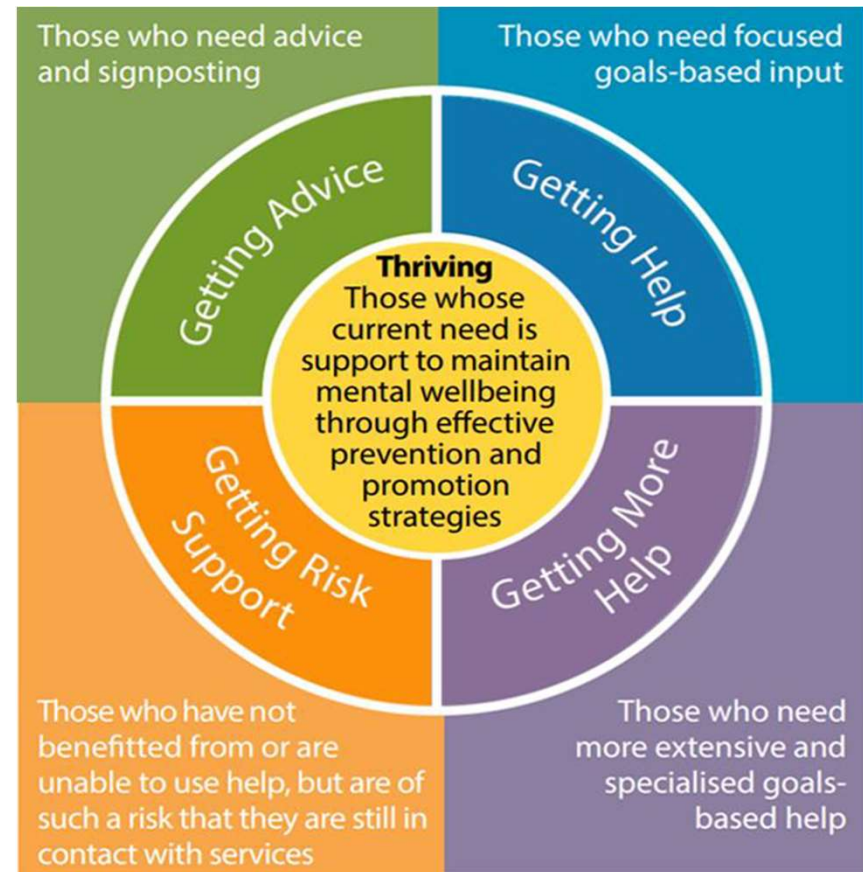 Those who need advice
and signposting
Those who need focused
goals-based input
Getting Advice
Getting Help
Thriving
Those whose
current need is
support to maintain
mental wellbeing
through effective
prevention and
promotion
strategies
Getting Risk
Support
Getting More
Help
Those who have not
benefitted from or are
unable to use help, but are of
such a risk that they are still in
contact with services
Those who need
more extensive and
specialised goals-
based help